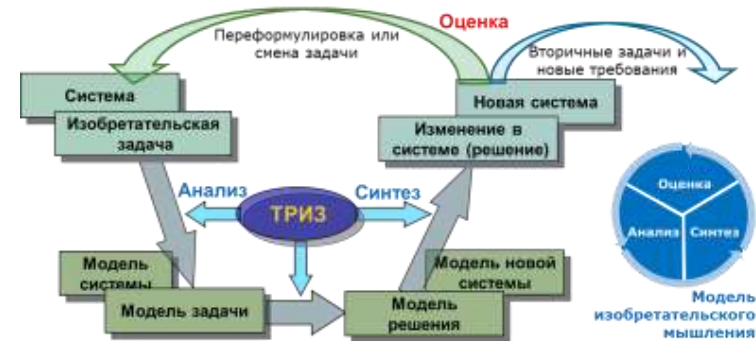 Оценка
Переформулировка или
смена задачи
Вторичные задачи и
новые требования
Система
Изобретательская
задача
Новая система
Изменение в
системе (решение)
Анализ
ТРИЗ
Синтез
Модель
системы
Модель задачи
Модель новой
системы
Модель
решения
Оценка
Анализ
Синтез
Модель
изобретательского
мышления